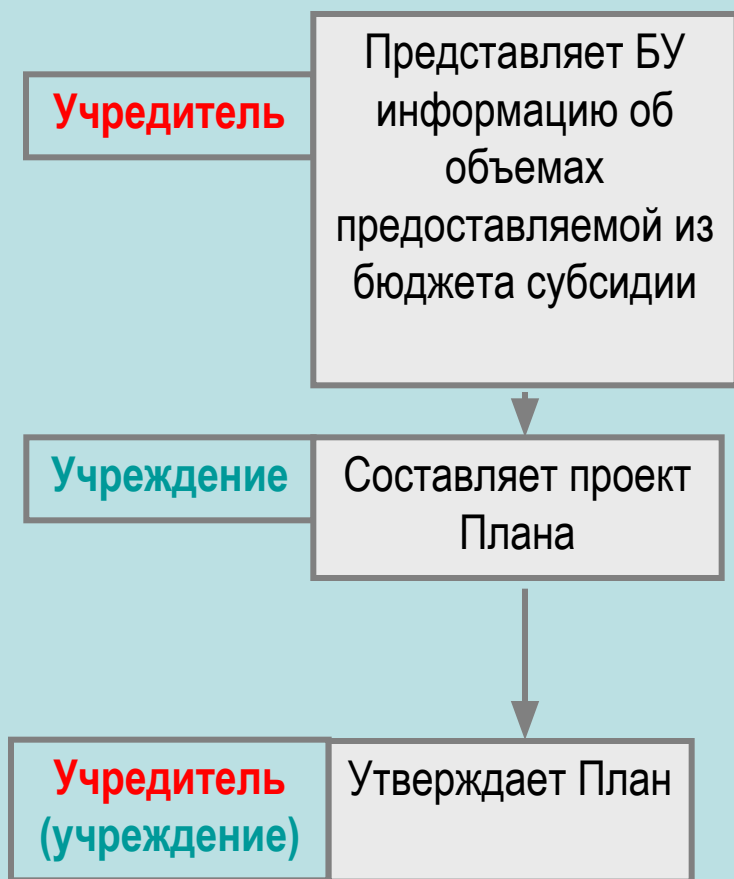 Учредитель
Представляет БУ
информацию об
объемах
предоставляемой из
бюджета субсидии
Учреждение
Составляет проект
Плана
Учредитель
(учреждение)
Утверждает План